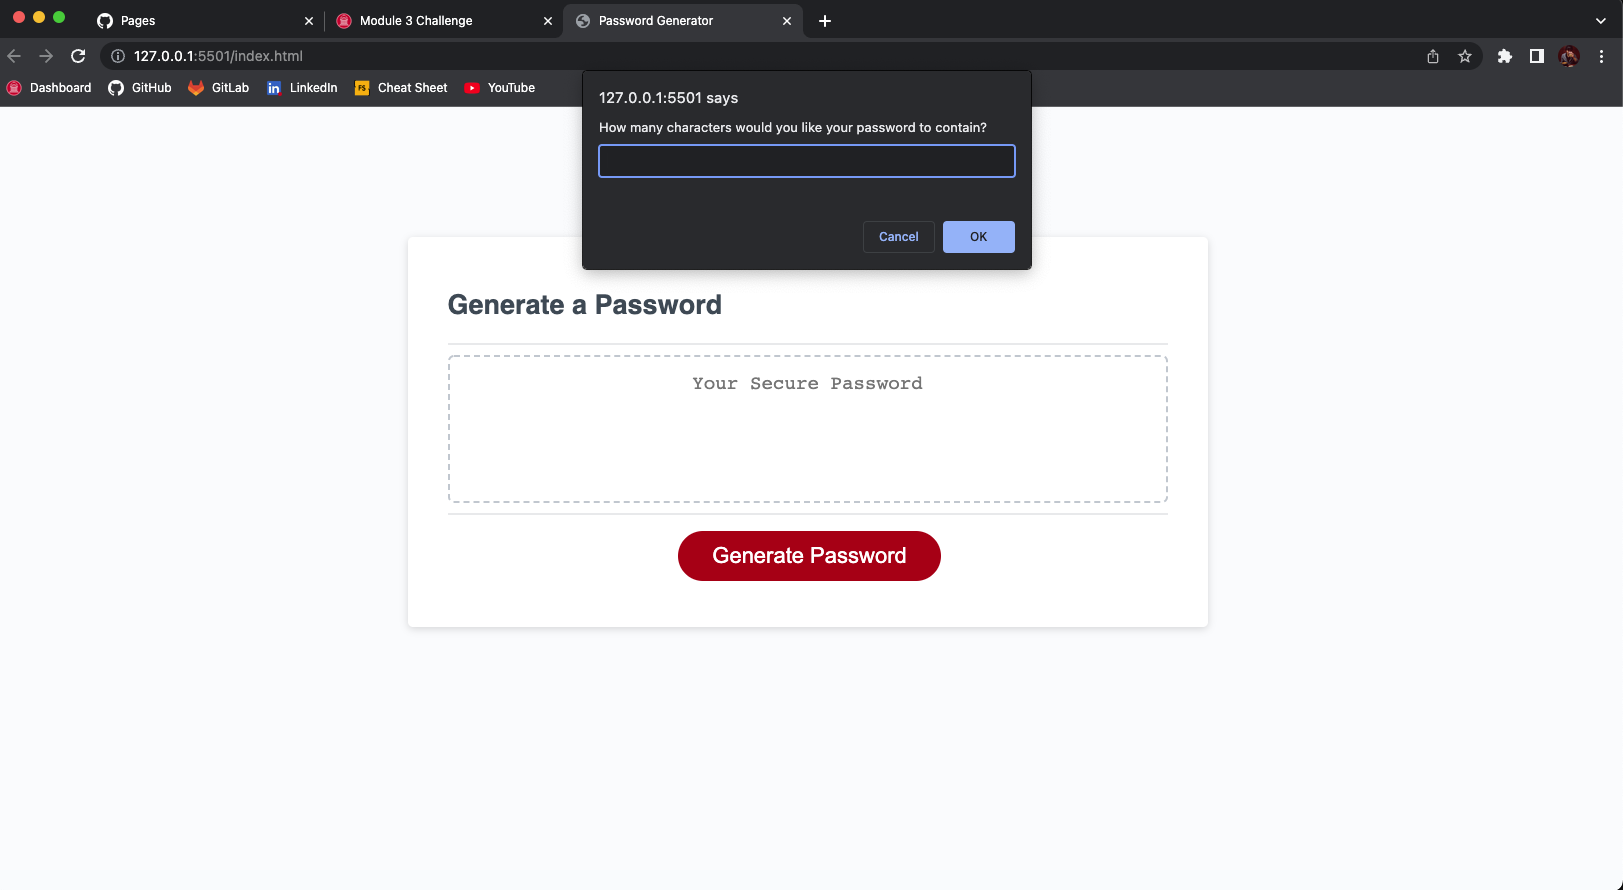 Pages
Module 3 Challenge
Password Generator
127.0.0.1:5501/index.html
Dashboard GitHub GitLab in LinkedIn FS Cheat Sheet YouTube
127.0.0.1:5501 says
How many characters would you like your password to contain?
Cancel OK
Generate a Password
Your Secure Password
Generate Password